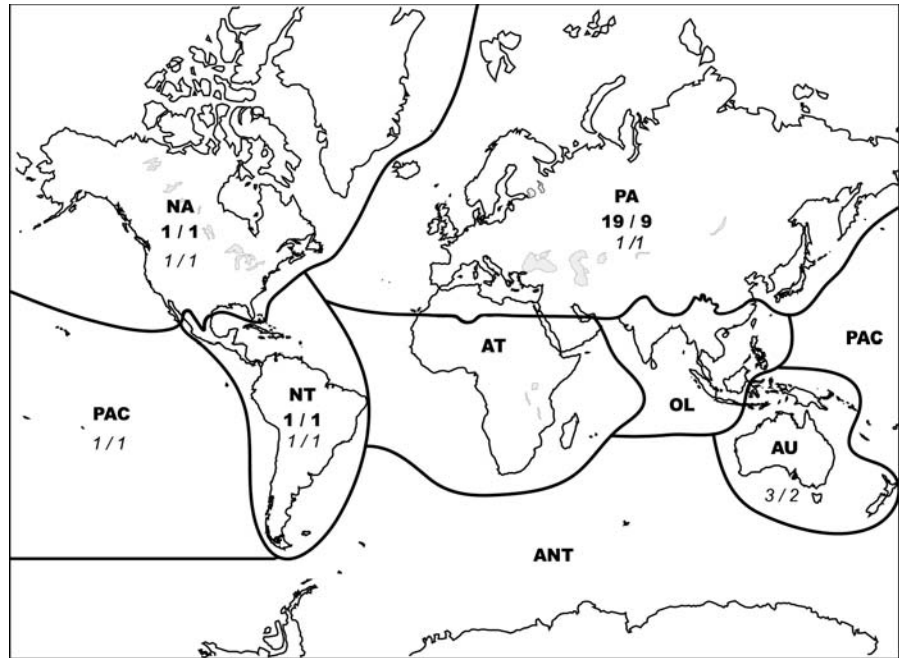 NA
1 / 1
1 / 1
PA
19 / 9
1/1
AT
PAC
PAC
1 / 1
NT
1 / 1
1 / 1
OL
AU
3 / 2
ANT